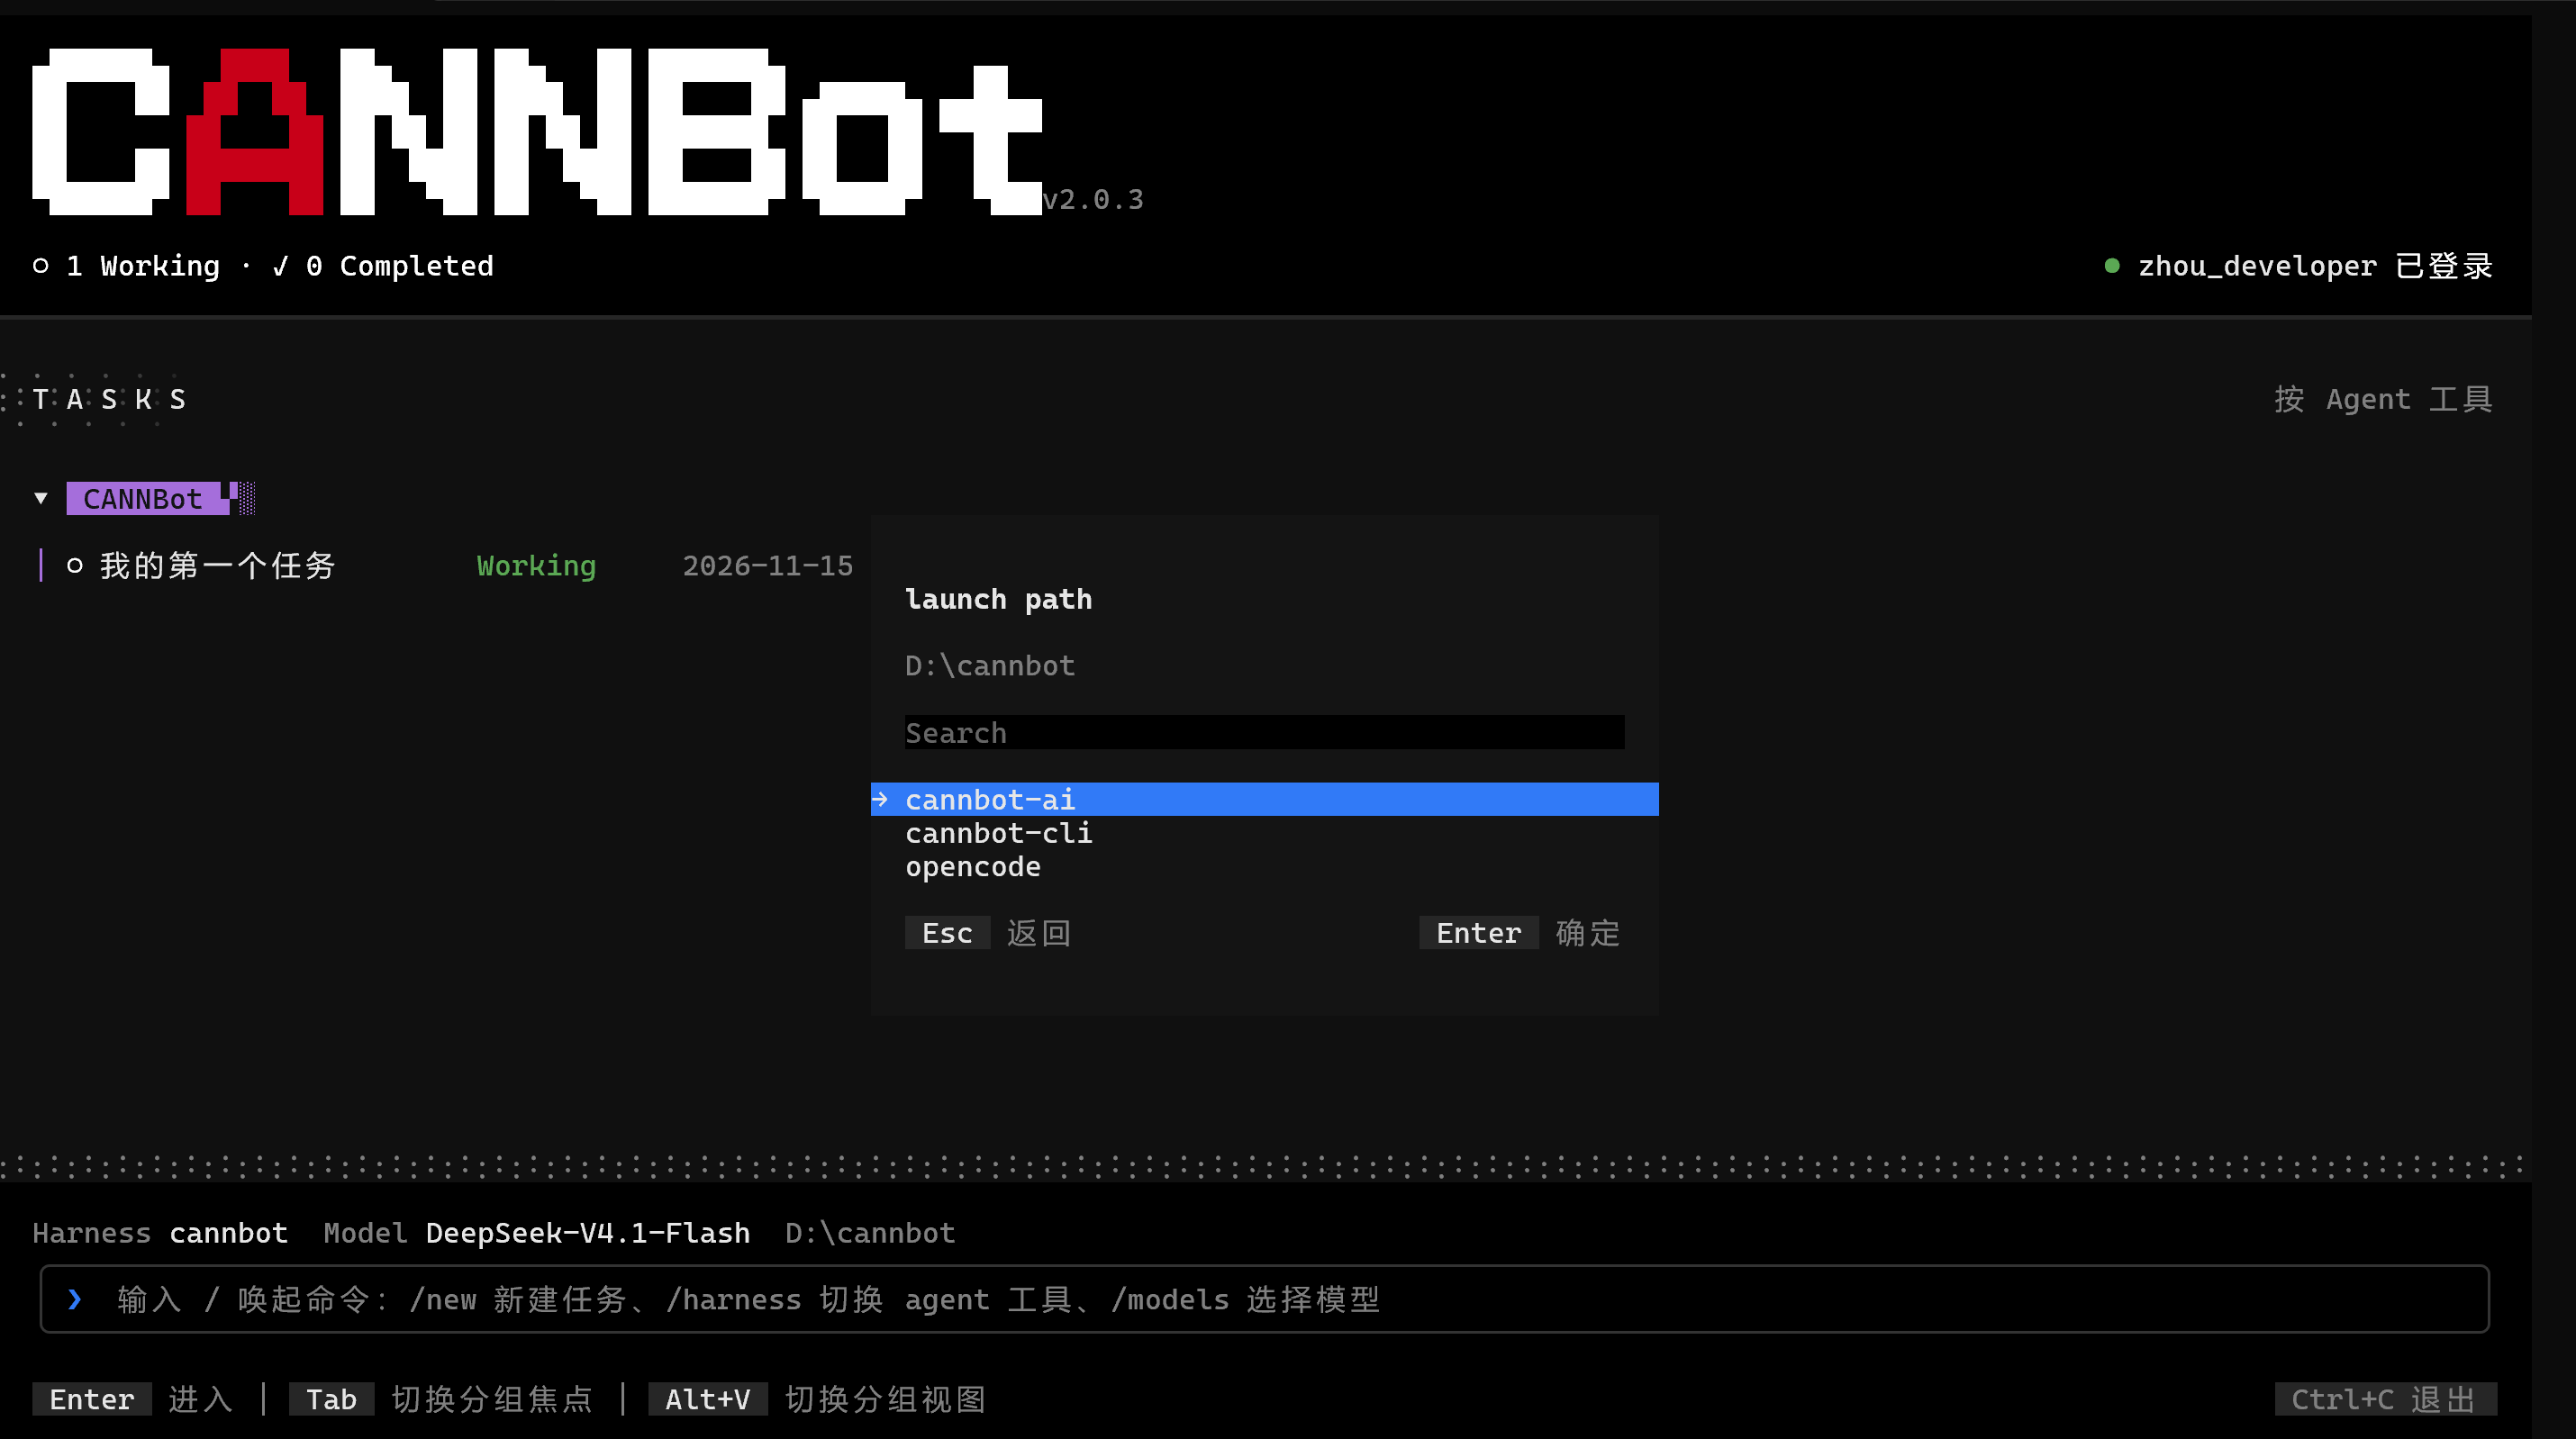 CANNBot v2.0.3
○ 1 Working · ✓ 0 Completed
● zhou_developer 已登录
TASKS
按 Agent 工具
▼ CANNBot
○ 我的第一个任务 Working 2026-11-15
launch path
D:\cannbot
Search
→ cannbot-ai
cannbot-cli
opencode
Esc 返回 Enter 确定
Harness cannbot Model DeepSeek-V4.1-Flash D:\cannbot
❯ 输入 / 唤起命令：/new 新建任务、/harness 切换 agent 工具、/models 选择模型
Enter 进入 │ Tab 切换分组焦点 │ Alt+V 切换分组视图
Ctrl+C 退出